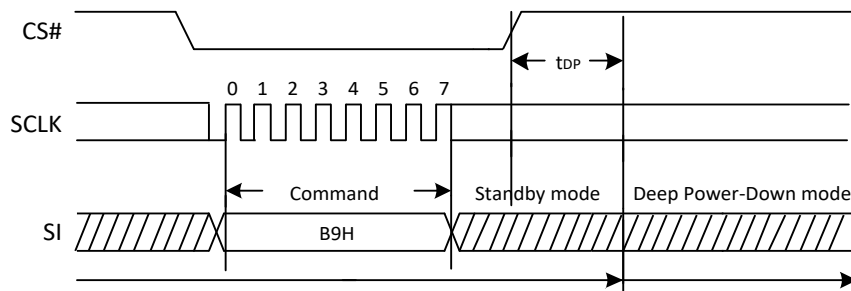 CS#
tDP
0 1 2 3 4 5 6 7
SCLK
Command Standby mode Deep Power-Down mode
SI B9H